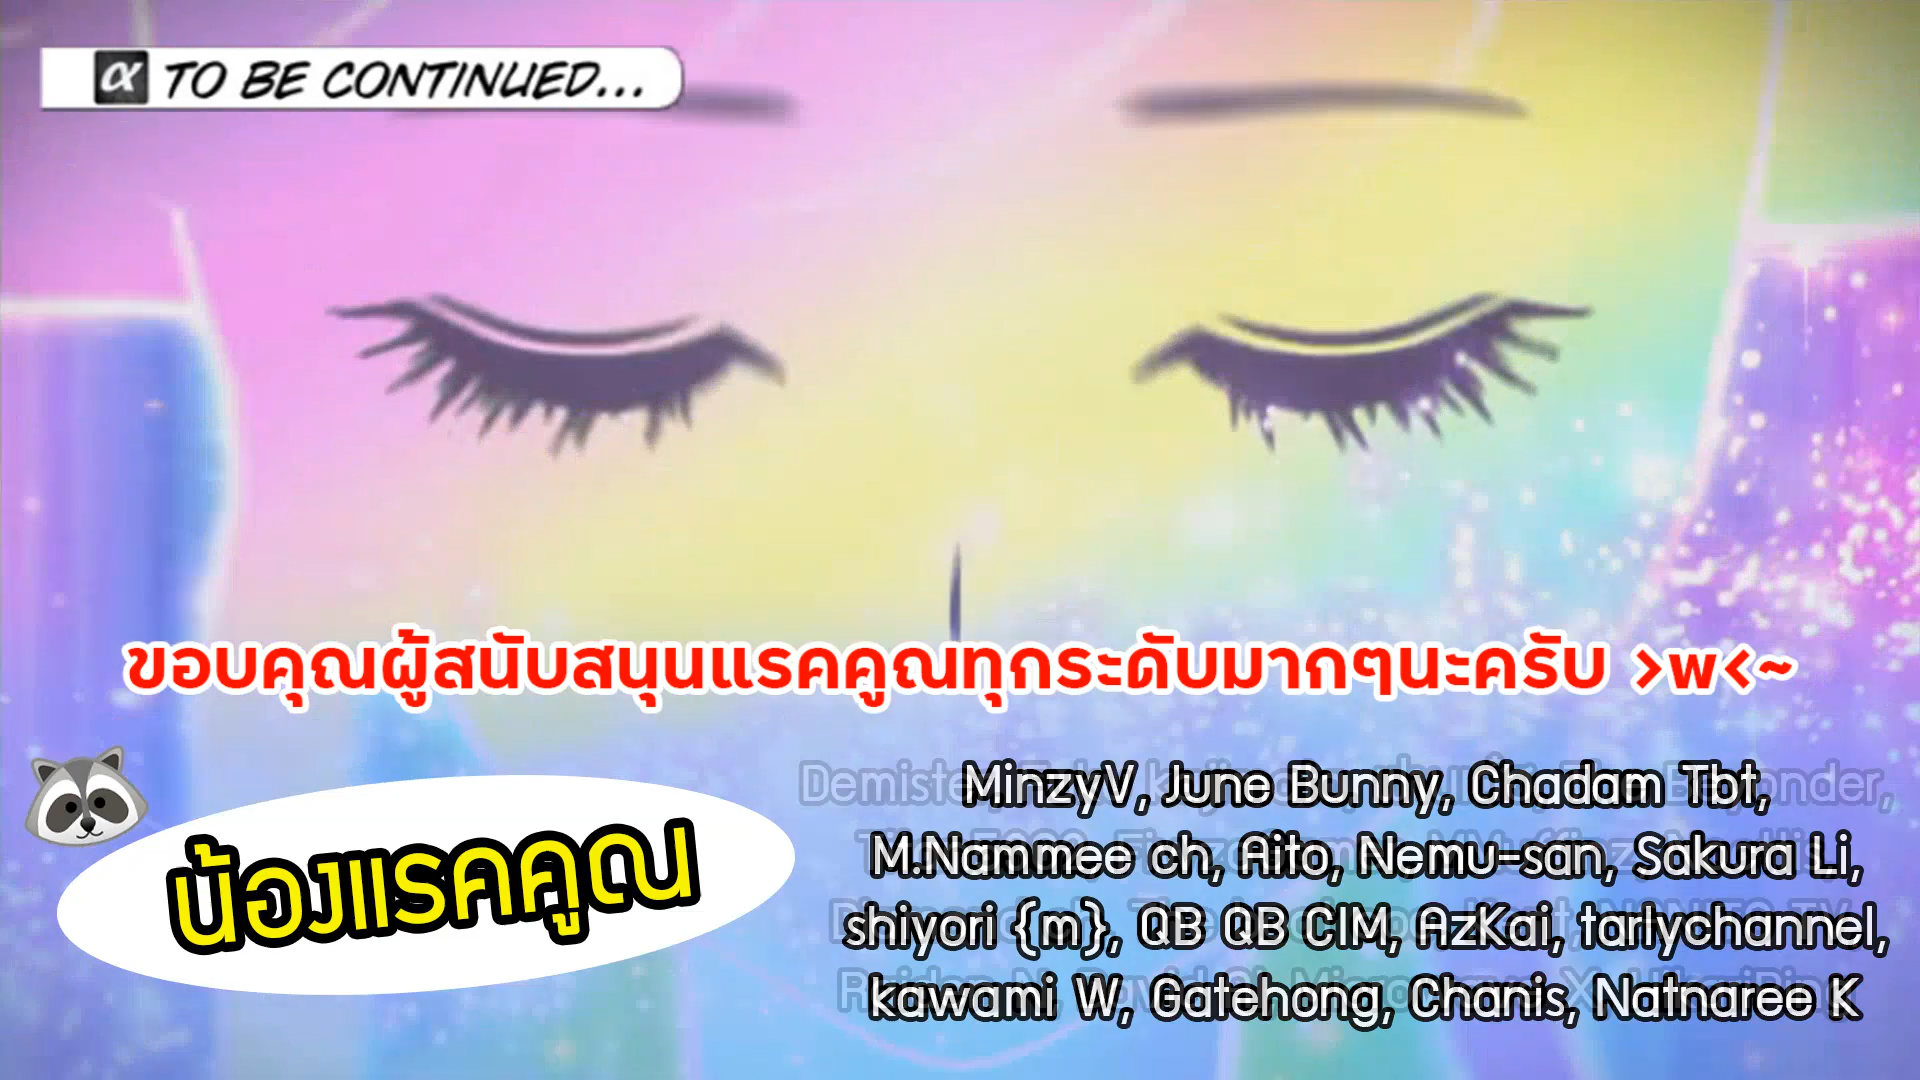 α TO BE CONTINUED...
ขอบคุณผู้สนับสนุนแรคคูณทุกระดับมากๆนะครับ >w<~
น้องแรคคูณ
MinzyV, June Bunny, Chadam Tbt,
M.Nammee ch, Aito, Nemu-san, Sakura Li,
shiyori {m}, QB QB CIM, AzKai, tarlychannel,
kawami W, Gatehong, Chanis, Natnaree K